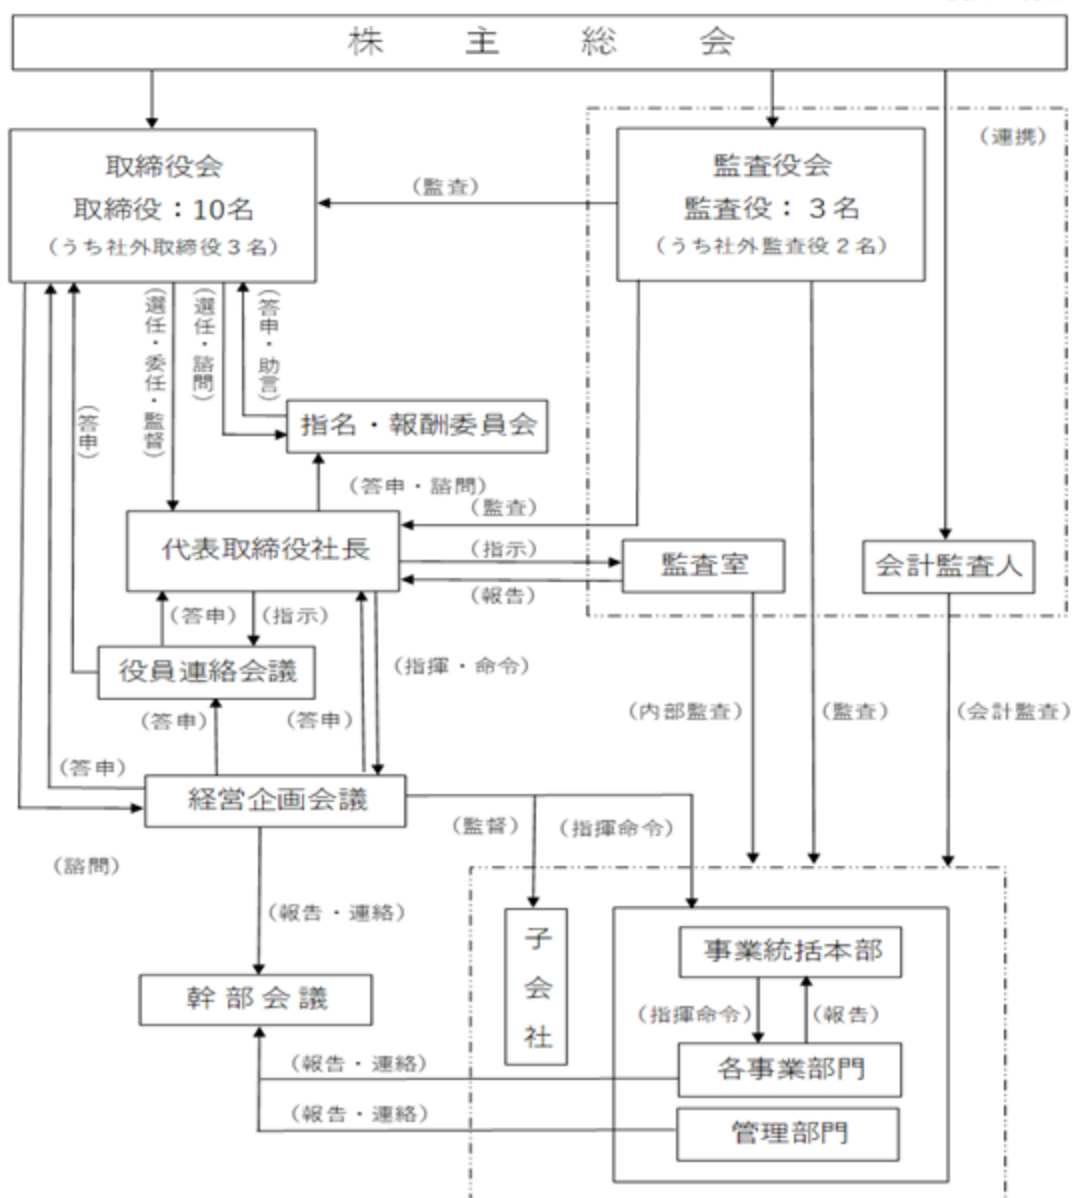 株主総会
(連携)
取締役会
取締役：10名
(うち社外取締役３名)
(監査)
監査役会
監査役：３名
(うち社外監査役２名)
(答申)
(選任・委任・監督)
(選任・諮問)
(答申・助言)
指名・報酬委員会
(答申・諮問)
(監査)
代表取締役社長
(指示)
(報告)
監査室
会計監査人
(答申)
(指示)
役員連絡会議
(指揮・命令)
(答申)
(答申)
(内部監査)
(監査)
(会計監査)
(答申)
経営企画会議
(監督)
(指揮命令)
(諮問)
(報告・連絡)
子会社
事業統括本部
幹部会議
(指揮命令)
(報告)
(報告・連絡)
各事業部門
(報告・連絡)
管理部門